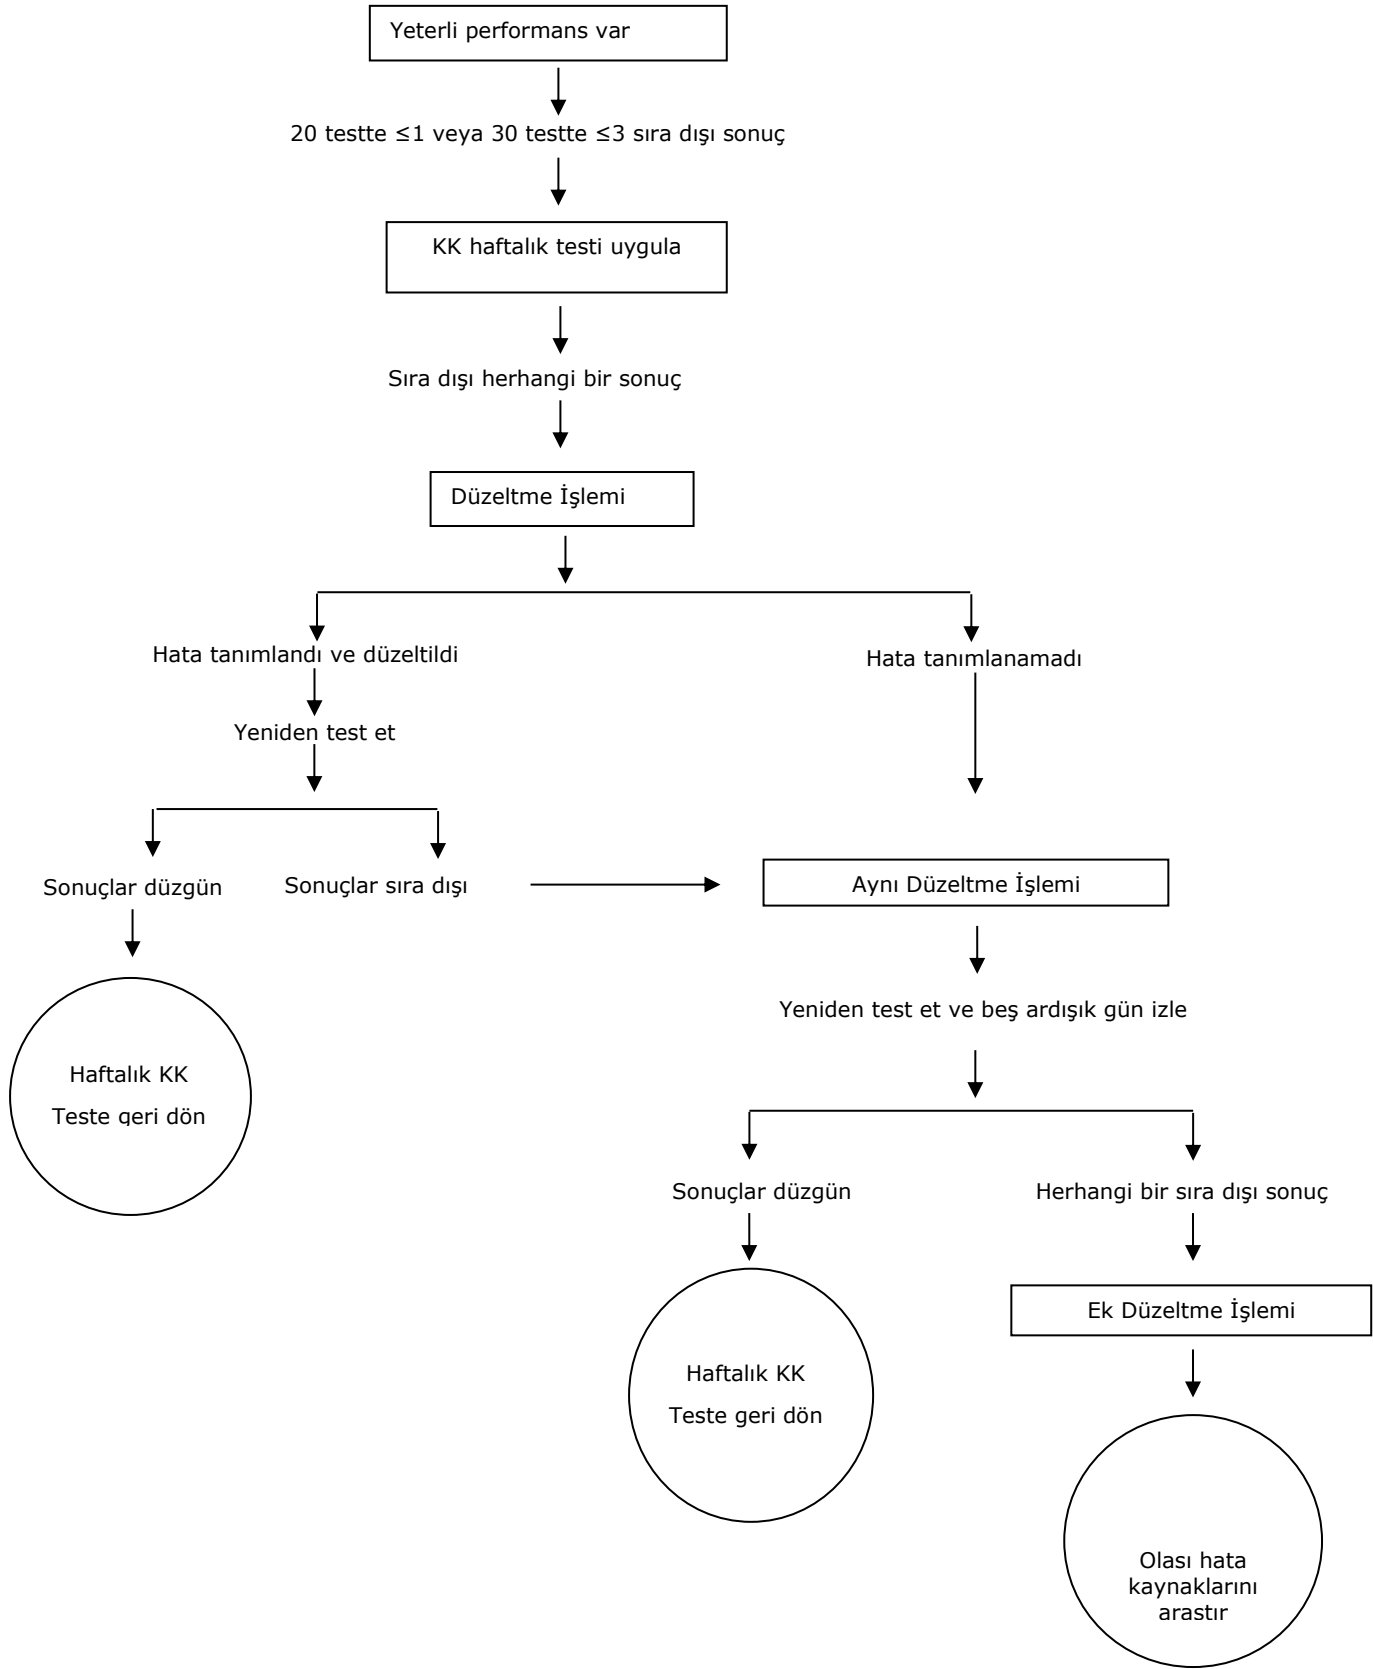 Yeterli performans var
20 testte ≤1 veya 30 testte ≤3 sıra dışı sonuç
KK haftalık testi uygula
Sıra dışı herhangi bir sonuç
Düzeltme İşlemi
Hata tanımlandı ve düzeltildi
Hata tanımlanamadı
Yeniden test et
Sonuçlar düzgün
Sonuçlar sıra dışı
Aynı Düzeltme İşlemi
Yeniden test et ve beş ardışık gün izle
Haftalık KK
Teste geri dön
Sonuçlar düzgün
Herhangi bir sıra dışı sonuç
Ek Düzeltme İşlemi
Haftalık KK
Teste geri dön
Olası hata
kaynaklarını
arastır